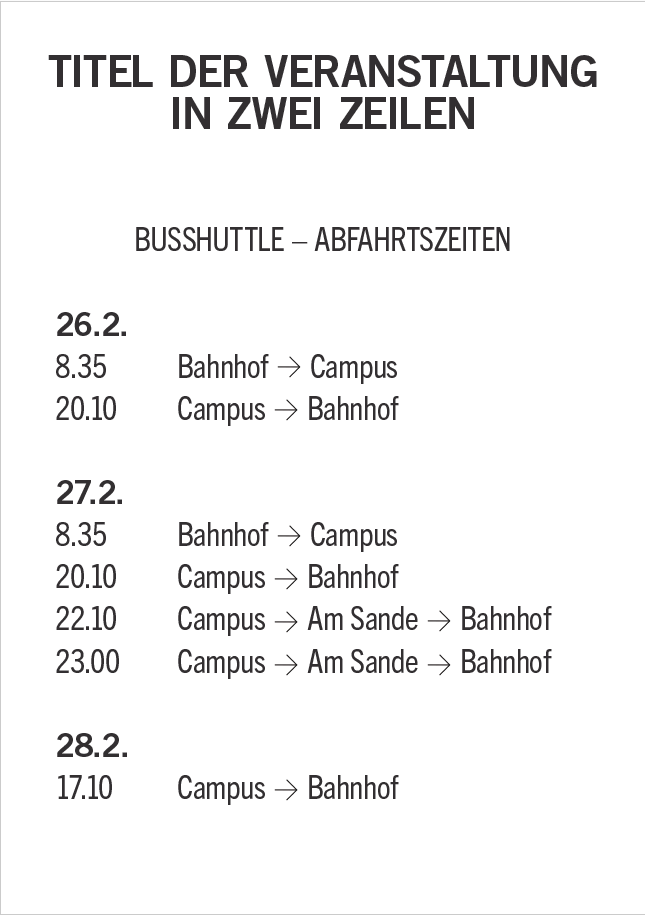 TITEL DER VERANSTALTUNG
IN ZWEI ZEILEN
BUSSHUTTLE – ABFAHRTSZEITEN
26.2.
8.35 Bahnhof → Campus
20.10 Campus → Bahnhof
27.2.
8.35 Bahnhof → Campus
20.10 Campus → Bahnhof
22.10 Campus → Am Sande → Bahnhof
23.00 Campus → Am Sande → Bahnhof
28.2.
17.10 Campus → Bahnhof